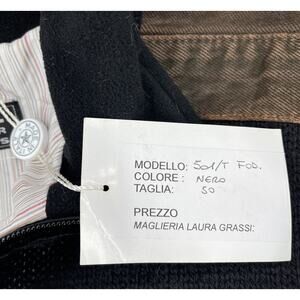 MODELLO: 501/T FOD.
COLORE: NERO
TAGLIA: 50
PREZZO
MAGLIERIA LAURA GRASSI: